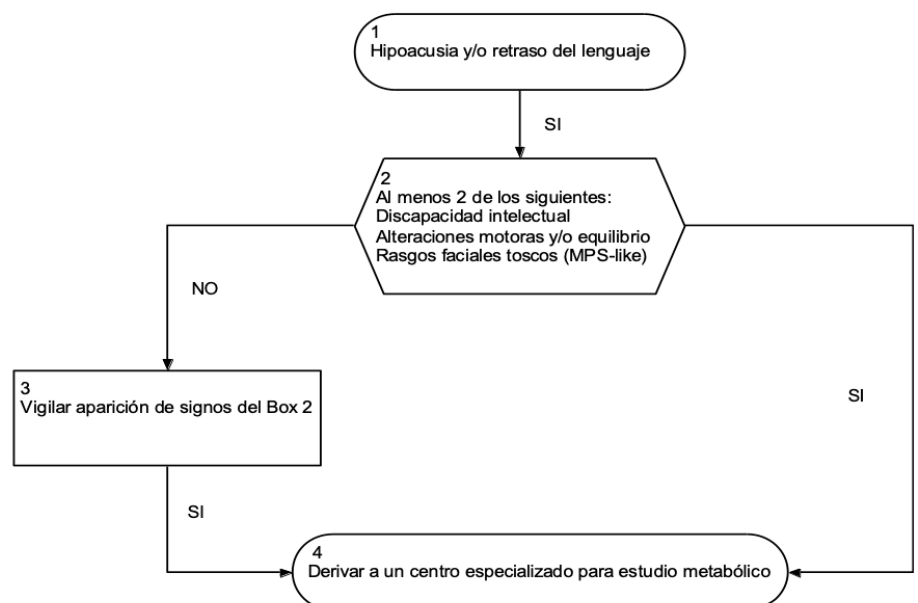 1
Hipoacusia y/o retraso del lenguaje
SI
2
Al menos 2 de los siguientes:
Discapacidad intelectual
Alteraciones motoras y/o equilibrio
Rasgos faciales toscos (MPS-like)
NO
3
Vigilar aparición de signos del Box 2
SI
SI
4
Derivar a un centro especializado para estudio metabólico